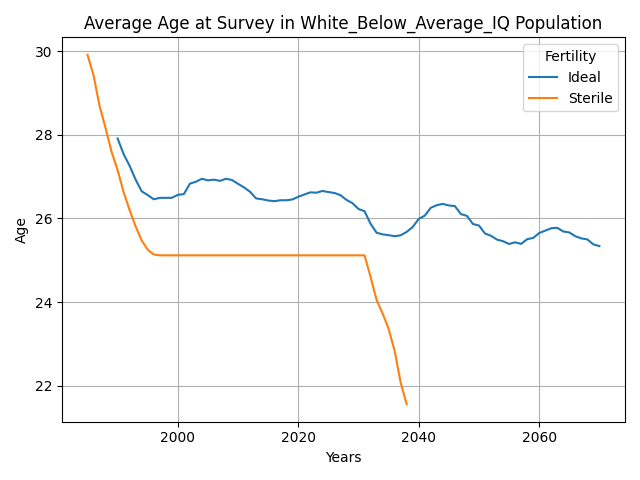 Average Age at Survey in White_Below_Average_IQ Population
30
28
26
24
22
Age
Fertility
Ideal
Sterile
2000
2020
2040
2060
Years